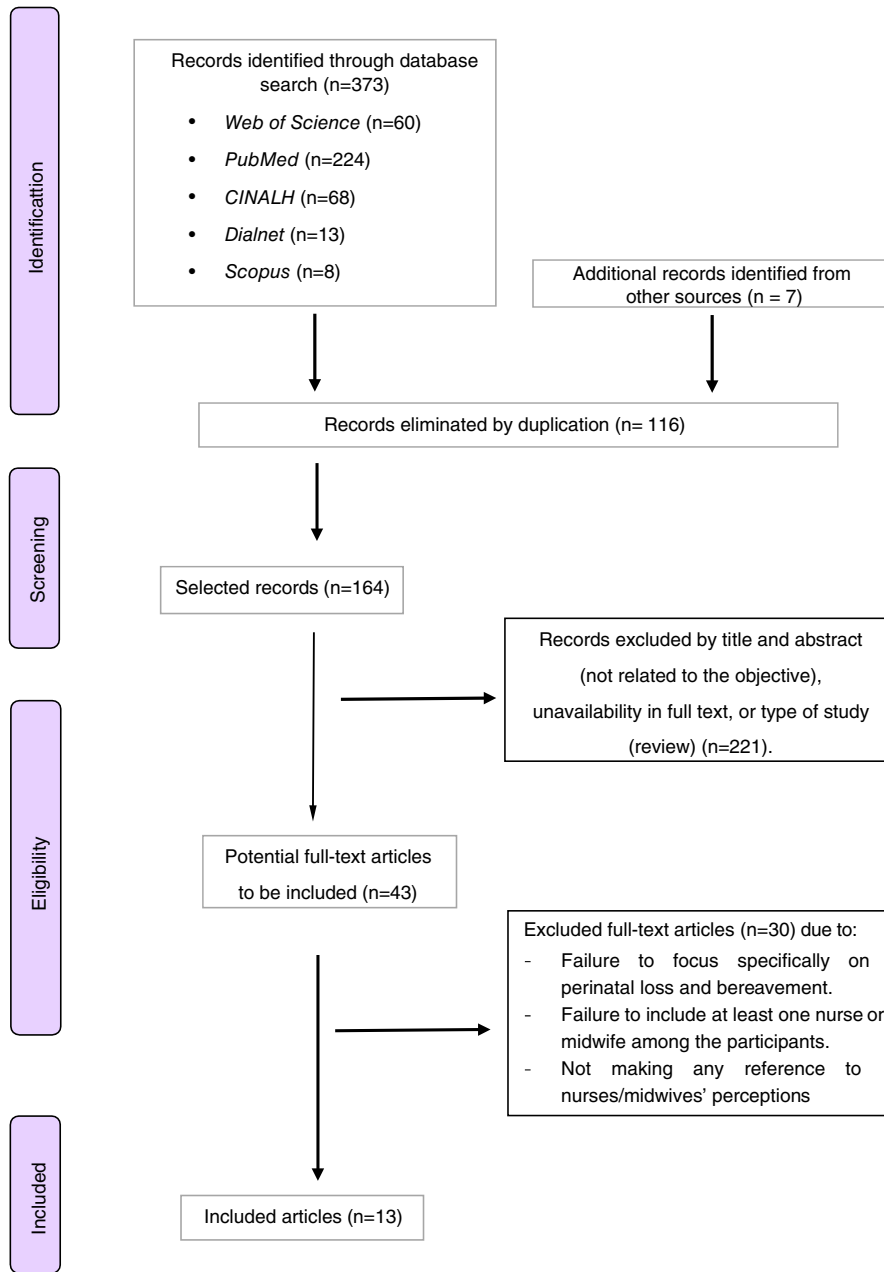 Identificattion
Records identified through database
search (n=373)
• Web of Science (n=60)
• PubMed (n=224)
• CINALH (n=68)
• Dialnet (n=13)
• Scopus (n=8)
Additional records identified from
other sources (n = 7)
Records eliminated by duplication (n= 116)
Screening
Selected records (n=164)
Records excluded by title and abstract
(not related to the objective),
unavailability in full text, or type of study
(review) (n=221).
Eligibility
Potential full-text articles
to be included (n=43)
Excluded full-text articles (n=30) due to:
- Failure to focus specifically on
perinatal loss and bereavement.
- Failure to include at least one nurse or
midwife among the participants.
- Not making any reference to
nurses/midwives’ perceptions
Included
Included articles (n=13)